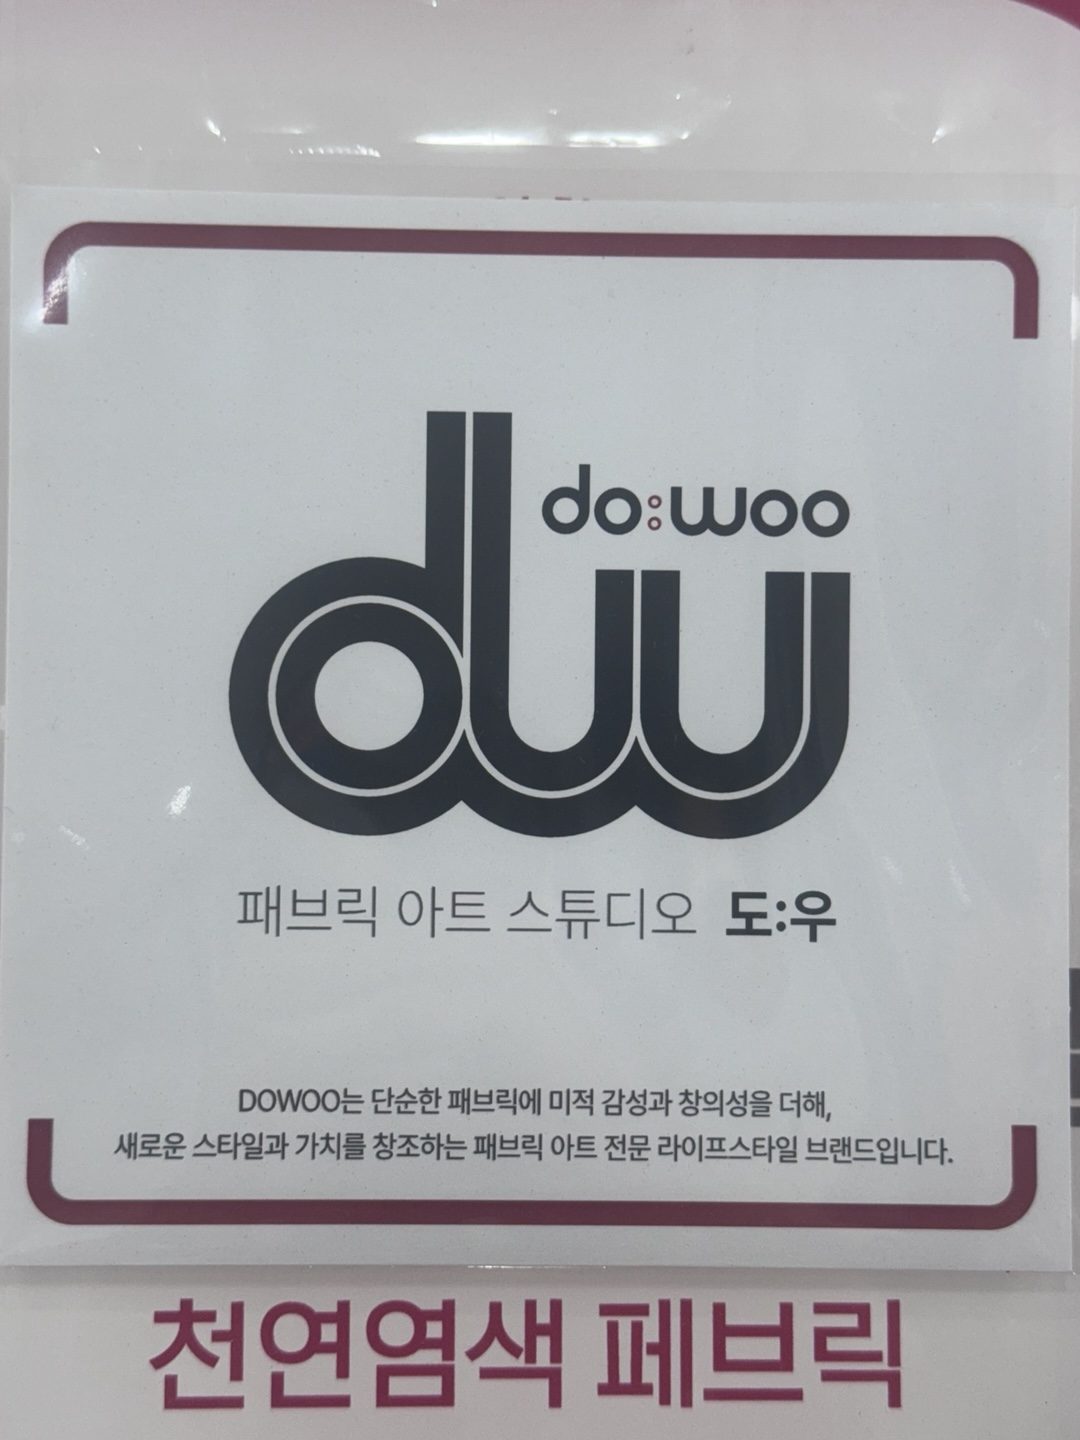 do:woo
dw
패브릭 아트 스튜디오 도:우
DOWOO는 단순한 패브릭에 미적 감성과 창의성을 더해,
새로운 스타일과 가치를 창조하는 패브릭 아트 전문 라이프스타일 브랜드입니다.
천연염색 페브릭